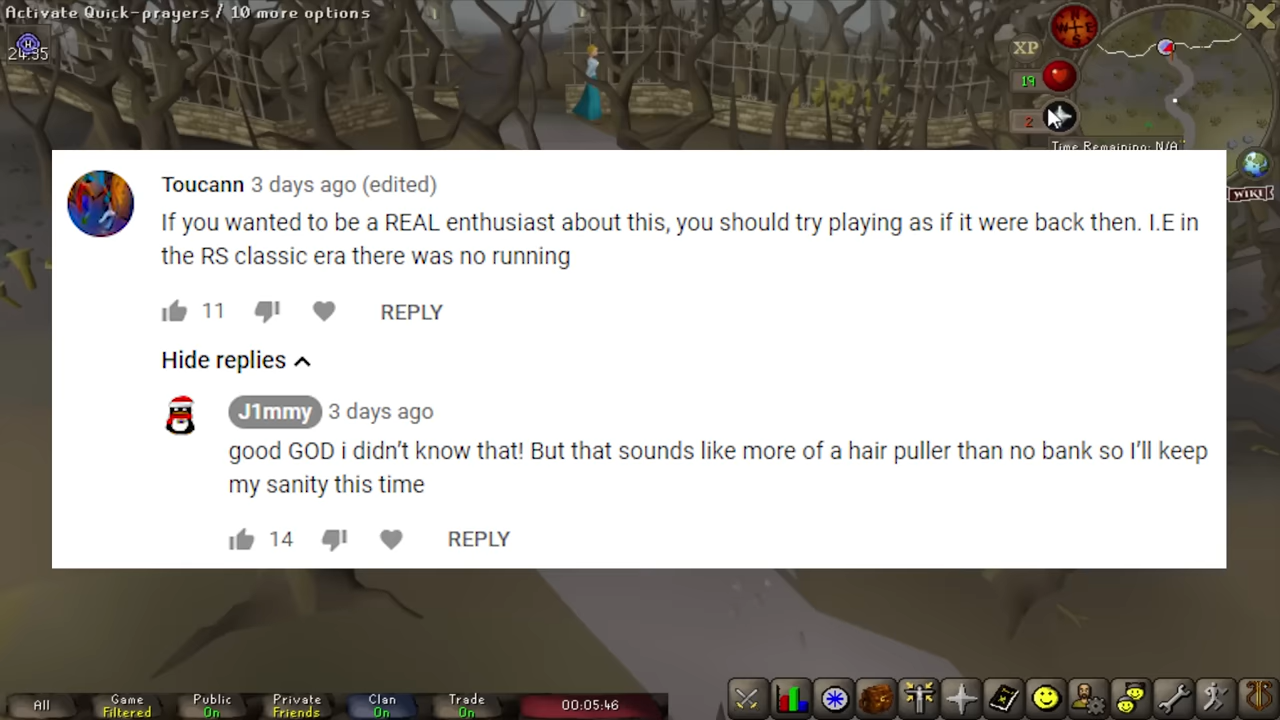 Activate Quick-prayers / 10 more options
24:35
XP
19
2
Time Remaining: N/A
WIKI
Toucann 3 days ago (edited)
If you wanted to be a REAL enthusiast about this, you should try playing as if it were back then. I.E in
the RS classic era there was no running
11 REPLY
Hide replies
J1mmy 3 days ago
good GOD i didn't know that! But that sounds like more of a hair puller than no bank so I'll keep
my sanity this time
14 REPLY
All
Game
Filtered
Public
On
Private
Friends
Clan
On
Trade
On
00:05:46